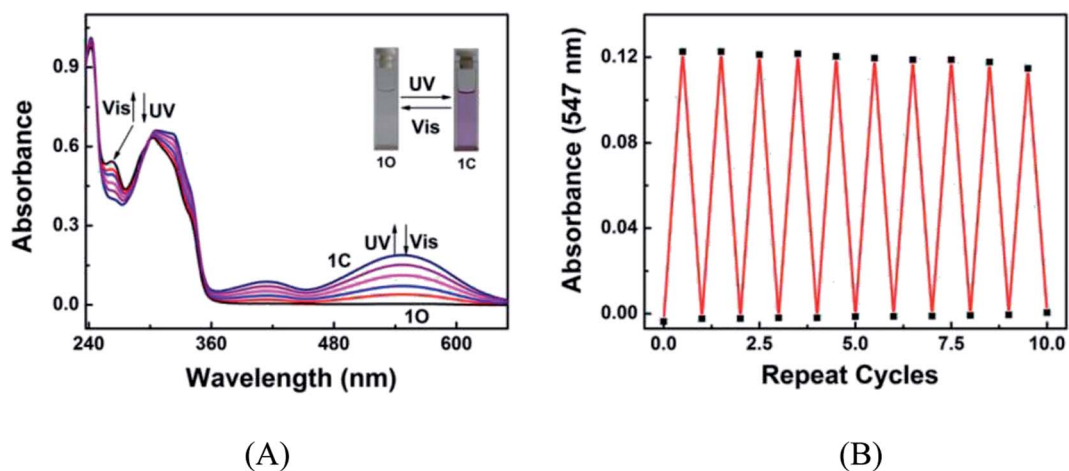 Absorbance
0.9
0.6
0.3
0.0
240
360
480
600
Wavelength (nm)
Vis
UV
UV
Vis
1O
1C
1C
UV
Vis
1O
(A)
Absorbance (547 nm)
0.12
0.08
0.04
0.00
0.0
2.5
5.0
7.5
10.0
Repeat Cycles
(B)